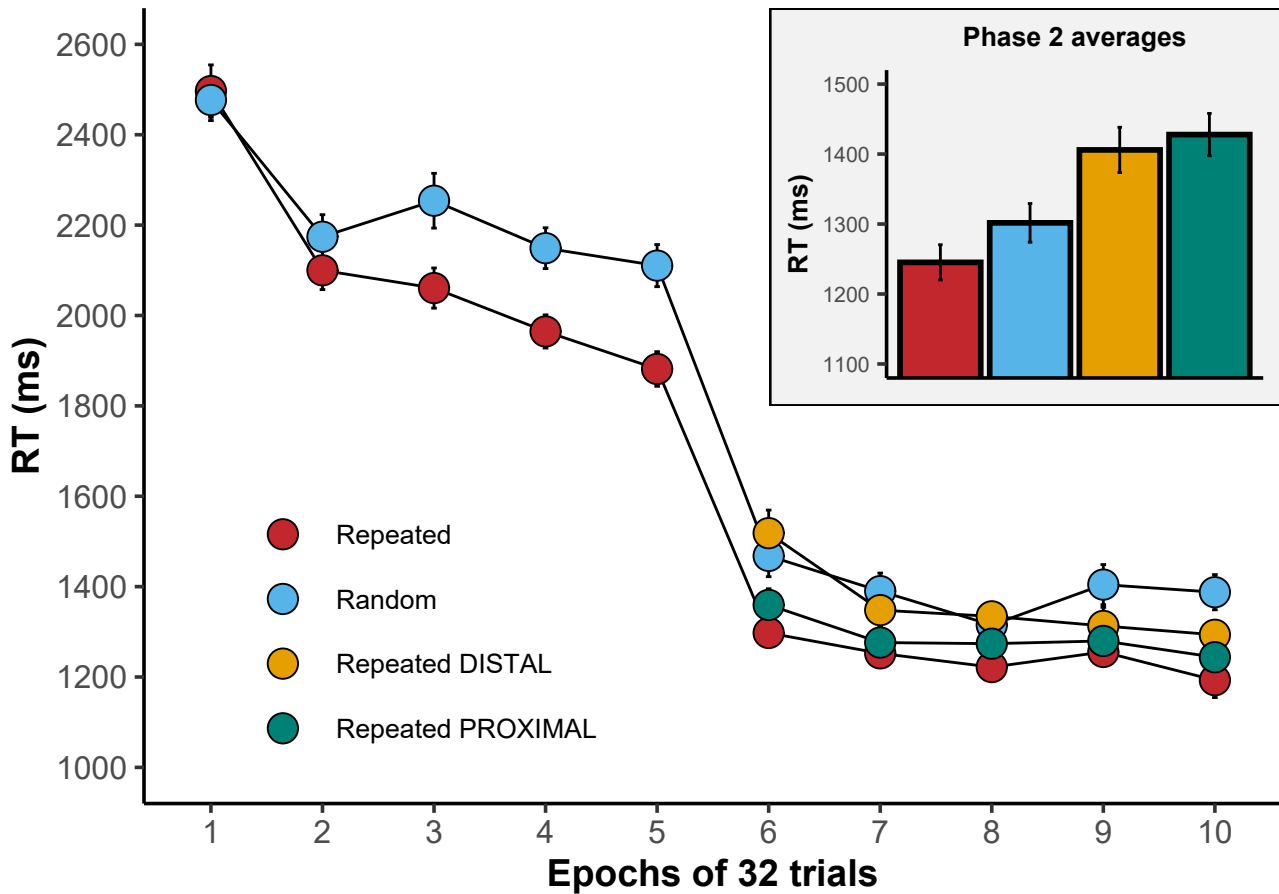 2600
2400
2200
2000
1800
1600
1400
1200
1000
RT (ms)
Repeated
Random
Repeated DISTAL
Repeated PROXIMAL
1 2 3 4 5 6 7 8 9 10
Epochs of 32 trials
Phase 2 averages
1500
1400
1300
1200
1100
RT (ms)